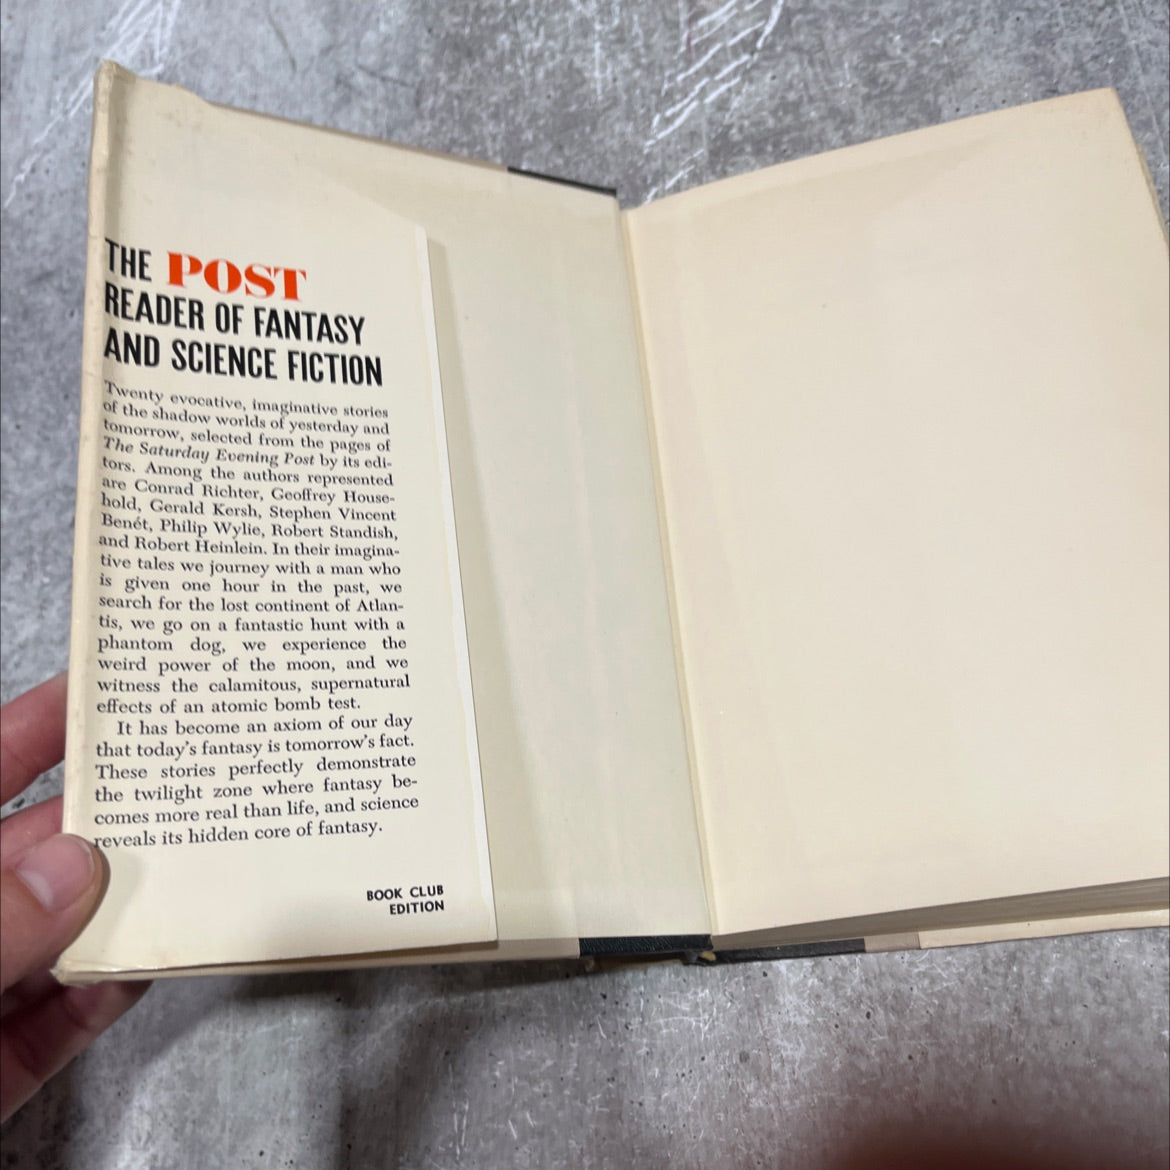 THE POST
READER OF FANTASY
AND SCIENCE FICTION
Twenty evocative, imaginative stories
of the shadow worlds of yesterday and
tomorrow, selected from the pages of
The Saturday Evening Post by its edi-
tors. Among the authors represented
are Conrad Richter, Geoffrey House-
hold, Gerald Kersh, Stephen Vincent
Benét, Philip Wylie, Robert Standish,
and Robert Heinlein. In their imagina-
tive tales we journey with a man who
is given one hour in the past, we
search for the lost continent of Atlan-
tis, we go on a fantastic hunt with a
phantom dog, we experience the
weird power of the moon, and we
witness the calamitous, supernatural
effects of an atomic bomb test.
It has become an axiom of our day
that today's fantasy is tomorrow's fact.
These stories perfectly demonstrate
the twilight zone where fantasy be-
comes more real than life, and science
reveals its hidden core of fantasy.
BOOK CLUB
EDITION